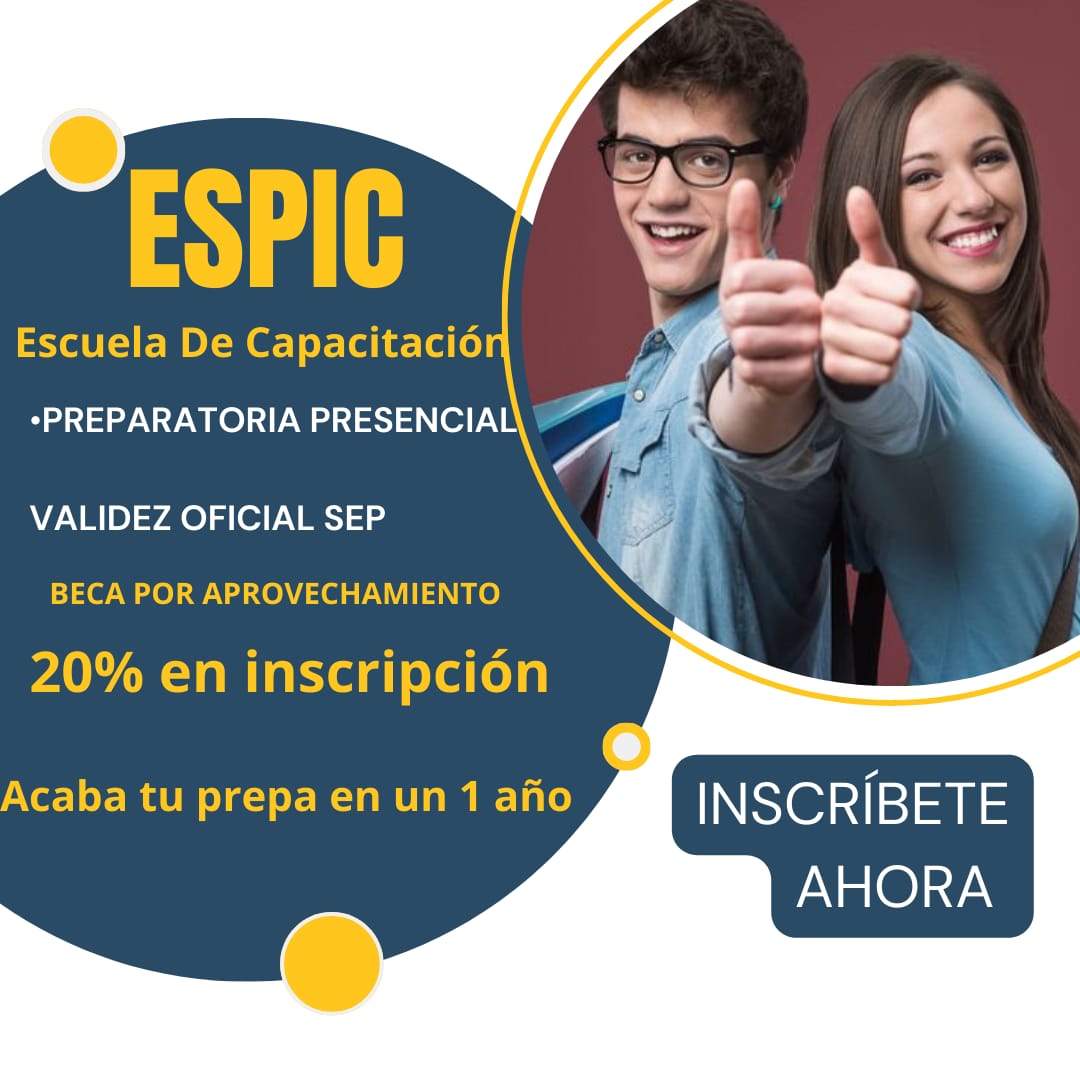 ESPIC
Escuela De Capacitación
•PREPARATORIA PRESENCIAL
VALIDEZ OFICIAL SEP
BECA POR APROVECHAMIENTO
20% en inscripción
Acaba tu prepa en un 1 año
INSCRÍBETE
AHORA